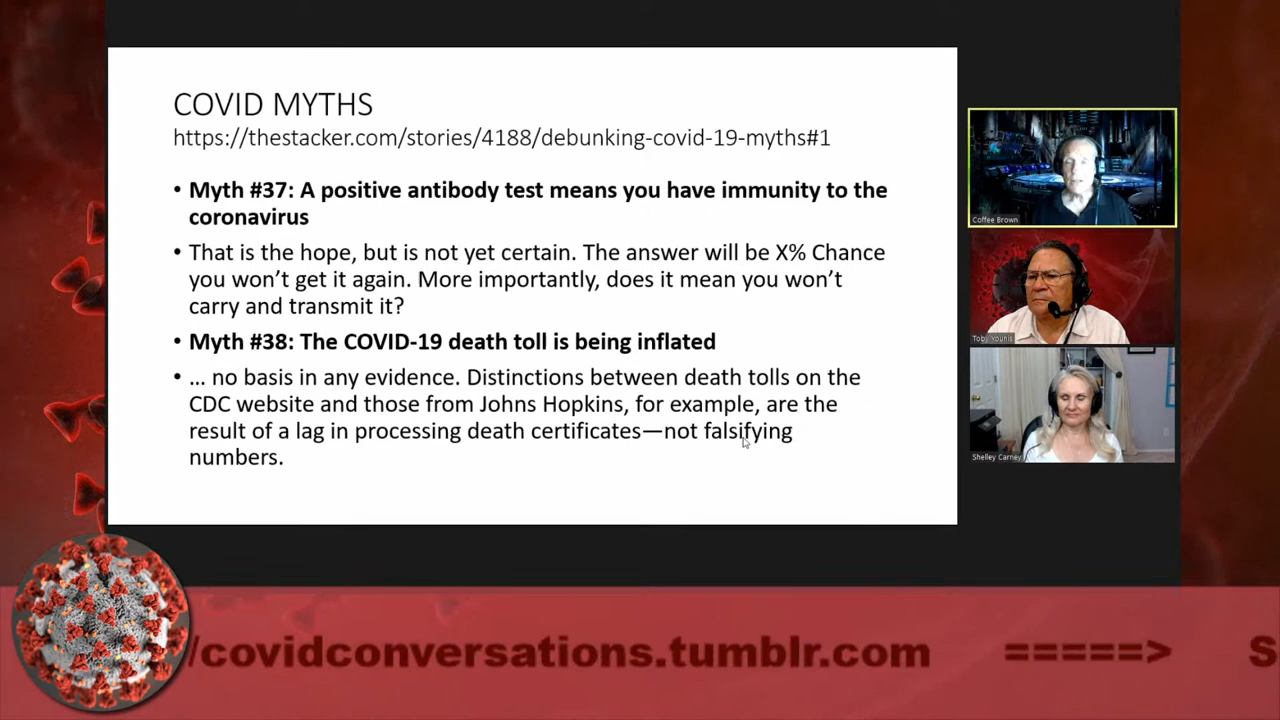 COVID MYTHS
https://thestacker.com/stories/4188/debunking-covid-19-myths#1
• Myth #37: A positive antibody test means you have immunity to the
coronavirus
• That is the hope, but is not yet certain. The answer will be X% Chance
you won’t get it again. More importantly, does it mean you won’t
carry and transmit it?
• Myth #38: The COVID-19 death toll is being inflated
• … no basis in any evidence. Distinctions between death tolls on the
CDC website and those from Johns Hopkins, for example, are the
result of a lag in processing death certificates—not falsifying
numbers.
Coffee Brown
Toby Younis
Shelley Carney
/covidconversations.tumblr.com =====> S